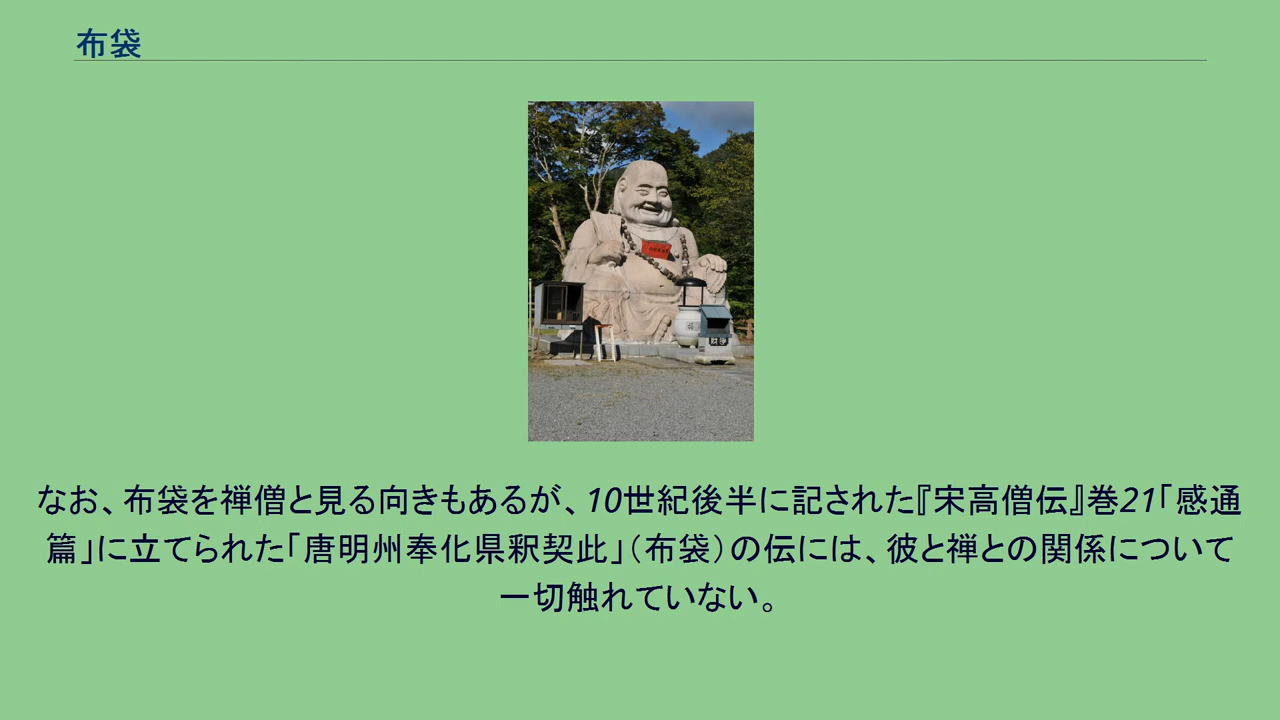 布袋
なお、布袋を禅僧と見る向きもあるが、10世紀後半に記された『宋高僧伝』巻21「感通
篇」に立てられた「唐明州奉化県釈契此」（布袋）の伝には、彼と禅との関係について
一切触れていない。